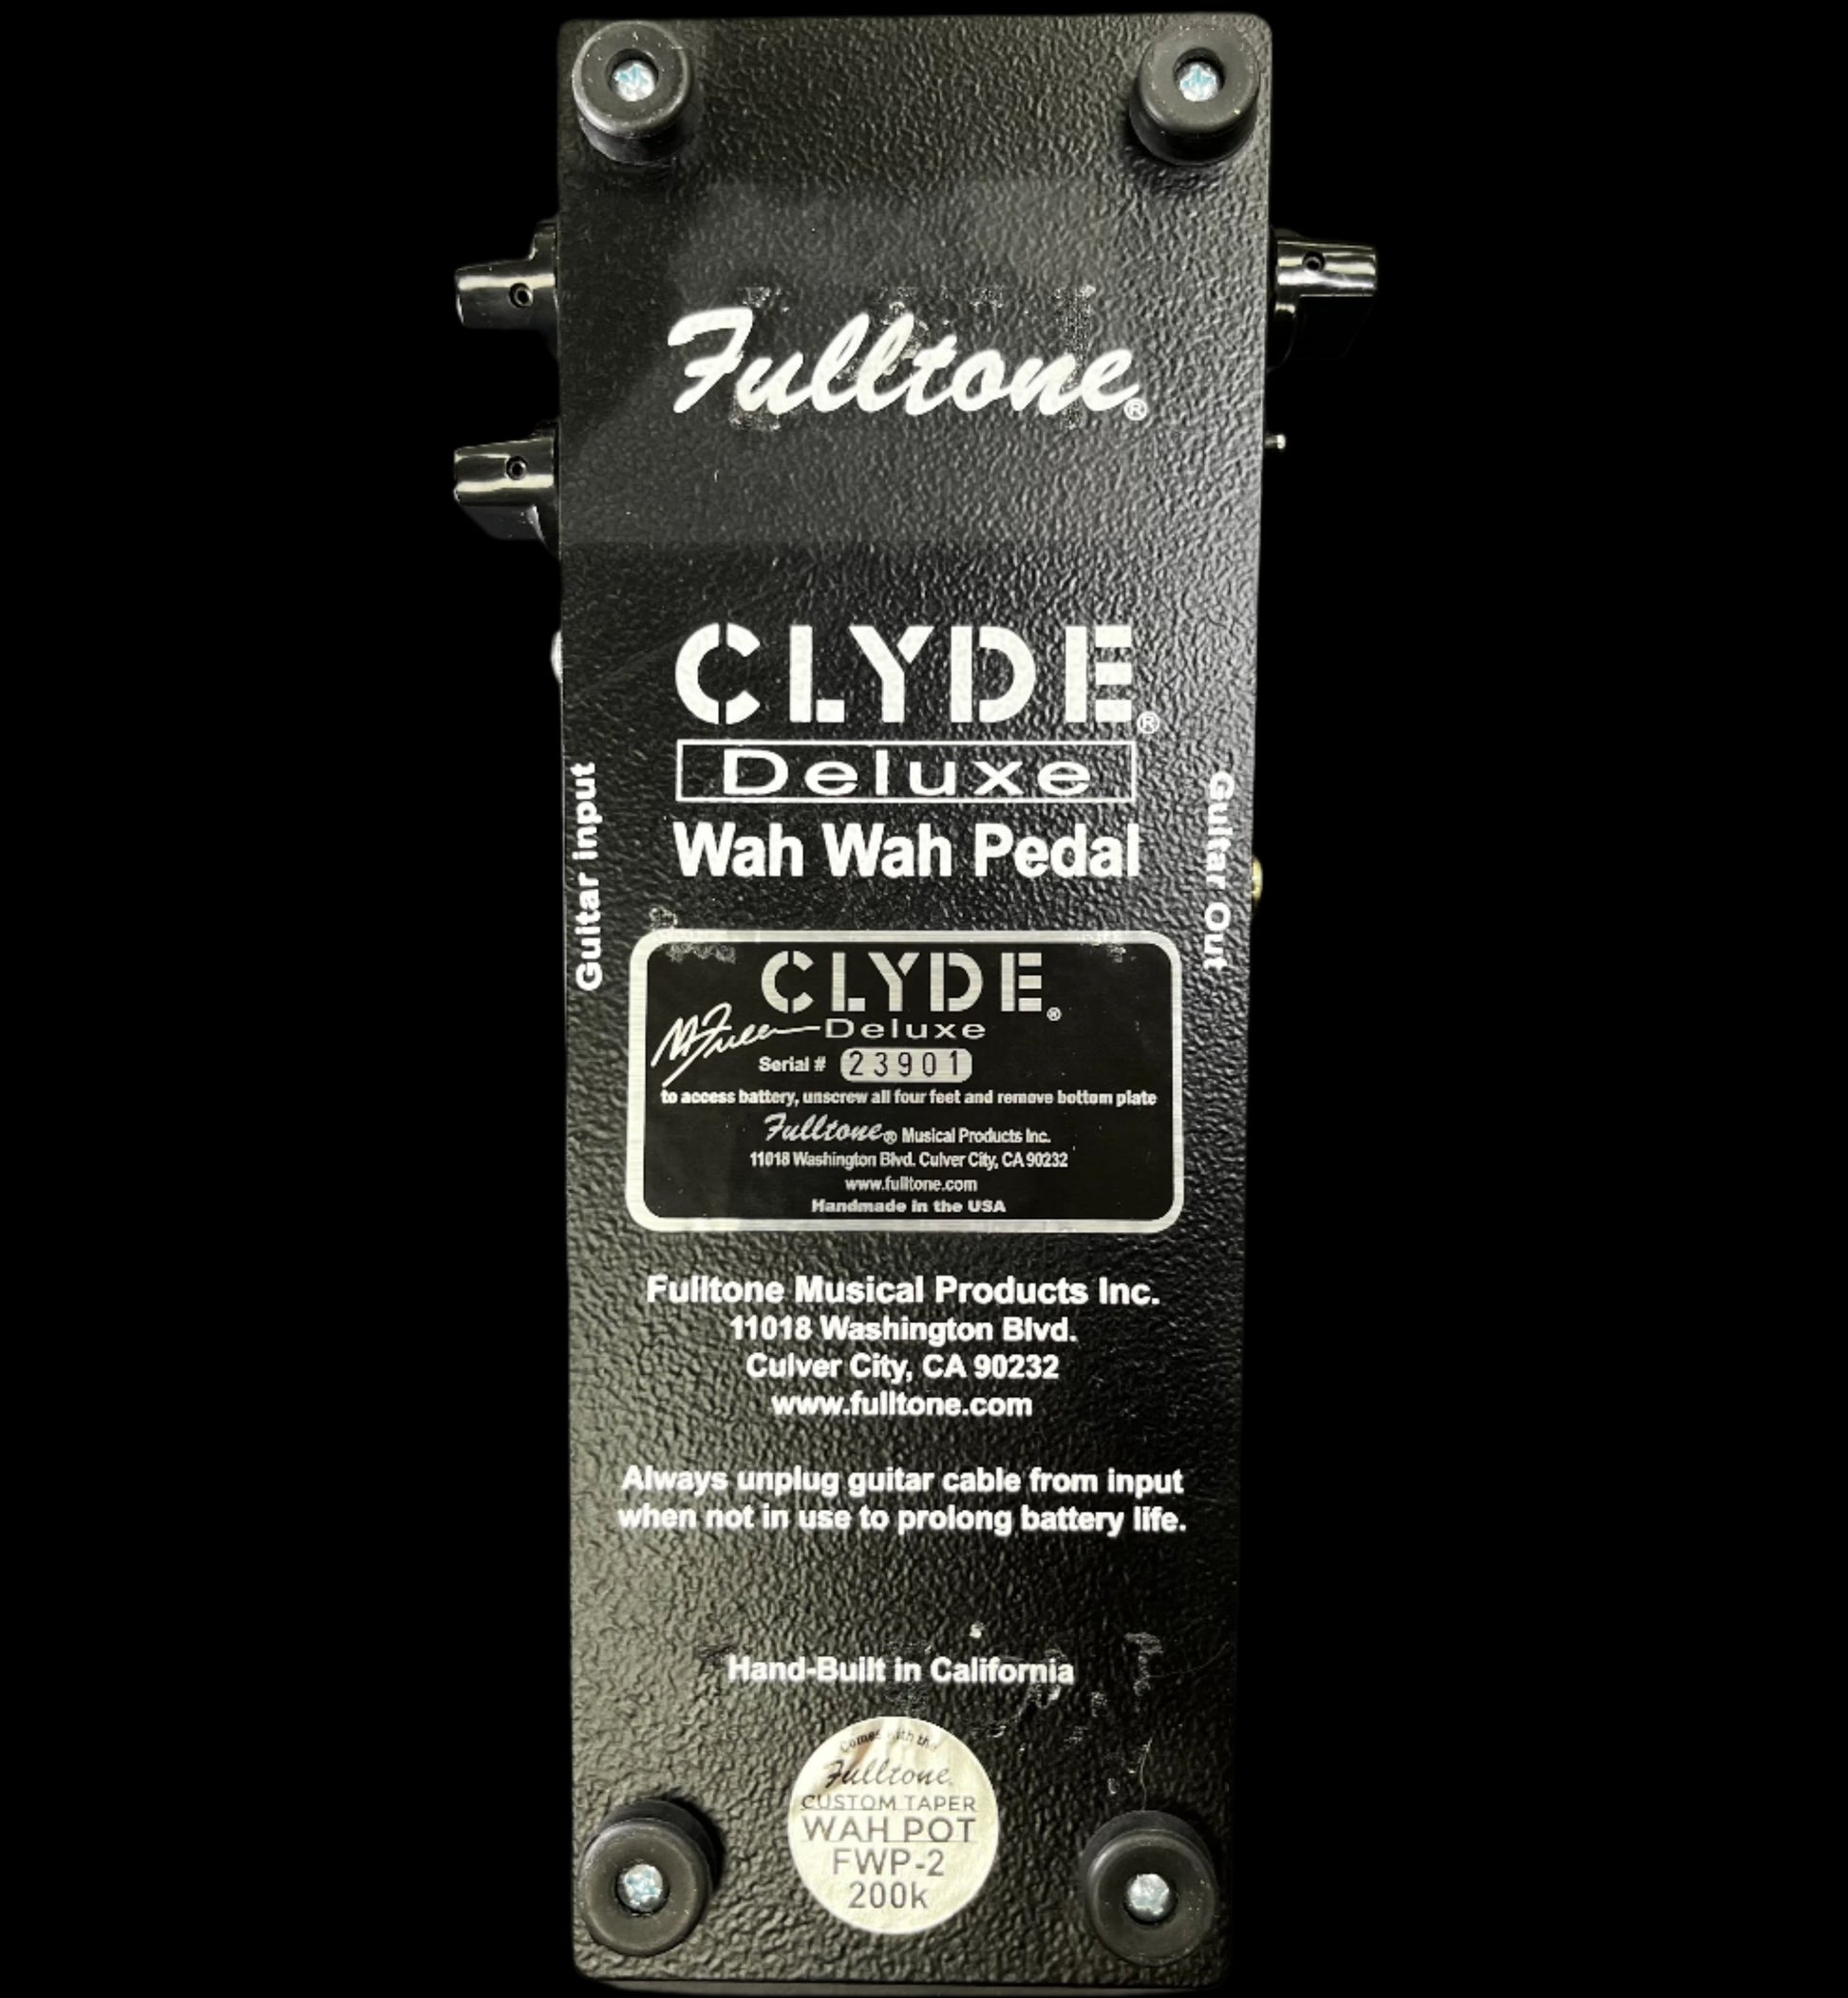 Fulltone®
CLYDE®
Deluxe
Wah Wah Pedal
Guitar input
Guitar Out
CLYDE®
MFuller Deluxe
Serial # 23901
to access battery, unscrew all four feet and remove bottom plate
Fulltone® Musical Products Inc.
11018 Washington Blvd. Culver City, CA 90232
www.fulltone.com
Handmade in the USA
Fulltone Musical Products Inc.
11018 Washington Blvd.
Culver City, CA 90232
www.fulltone.com
Always unplug guitar cable from input
when not in use to prolong battery life.
Hand-Built in California
Comes with the
Fulltone
CUSTOM TAPER
WAH POT
FWP-2
200k